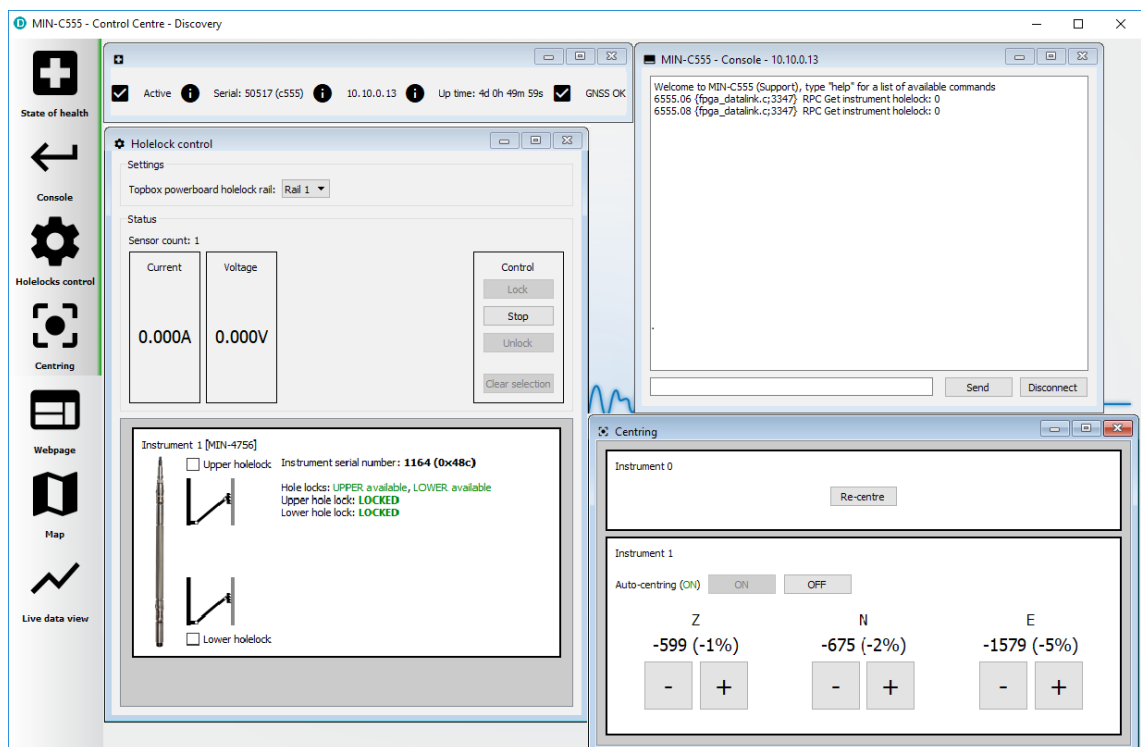 MIN-C555 - Control Centre - Discovery
State of health
Console
Holelocks control
Centring
Webpage
Map
Live data view
Active Serial: 50517 (c555) 10.10.0.13 Up time: 4d 0h 49m 59s GNSS OK
Holelock control
Settings
Topbox powerboard holelock rail: Rail 1
Status
Sensor count: 1
Current Voltage Control
Lock
Stop
0.000A 0.000V
Unlock
Clear selection
Instrument 1 [MIN-4756]
Upper holelock Instrument serial number: 1164 (0x48c)
Hole locks: UPPER available, LOWER available
Upper hole lock: LOCKED
Lower hole lock: LOCKED
Lower holelock
MIN-C555 - Console - 10.10.0.13
Welcome to MIN-C555 (Support), type "help" for a list of available commands
6555.06 {fpga_datalink.c;3347} RPC Get instrument holelock: 0
6555.08 {fpga_datalink.c;3347} RPC Get instrument holelock: 0
.
Send Disconnect
Centring
Instrument 0
Re-centre
Instrument 1
Auto-centring (ON) ON OFF
Z N E
-599 (-1%) -675 (-2%) -1579 (-5%)
- + - + - +